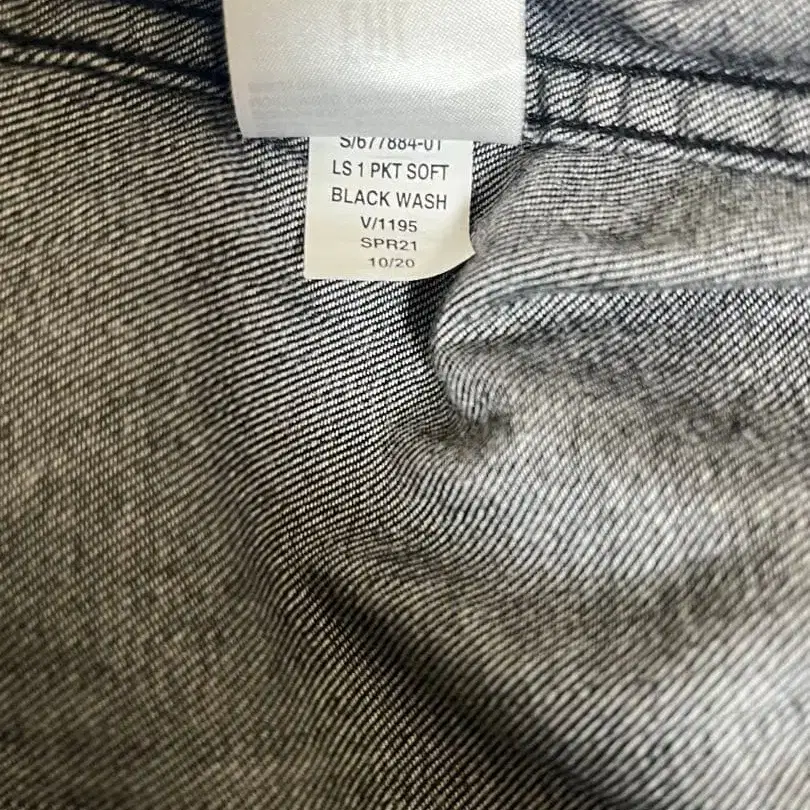 S/677884-01
LS 1 PKT SOFT
BLACK WASH
V/1195
SPR21
10/20